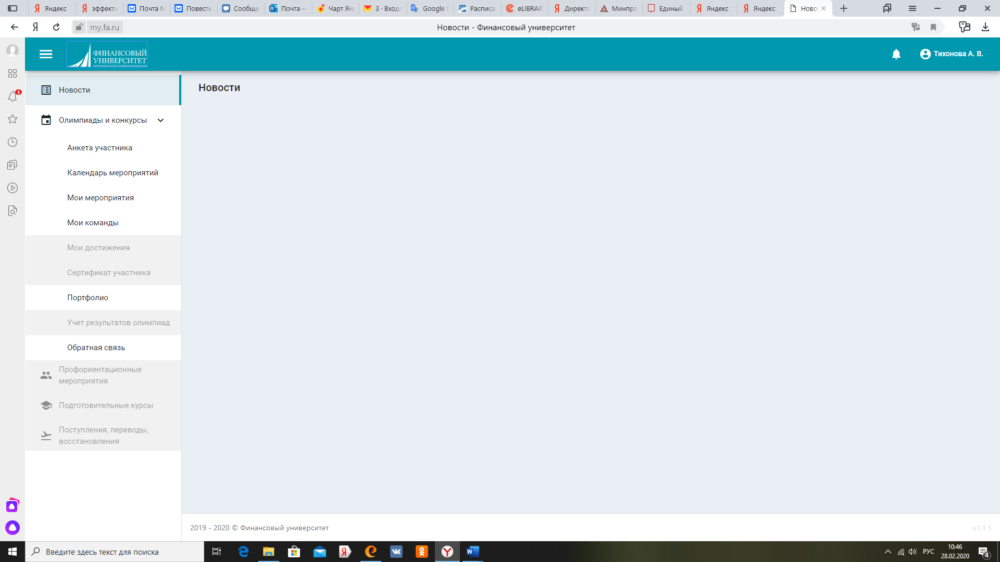 Яндекс
эффекти
Почта М
Повестк
Сообще
Почта —
Чарт Ян
3 · Входя
Google П
Расписа
eLIBRAR
Директо
Минпро
Единый
Яндекс
Яндекс
Ново
my.fa.ru
Новости - Финансовый университет
ФИНАНСОВЫЙ
УНИВЕРСИТЕТ
ПРИ ПРАВИТЕЛЬСТВЕ РОССИЙСКОЙ ФЕДЕРАЦИИ
Тихонова А. В.
1
Новости
Новости
Олимпиады и конкурсы
Анкета участника
Календарь мероприятий
Мои мероприятия
Мои команды
Мои достижения
Сертификат участника
Портфолио
Учет результатов олимпиад
Обратная связь
Профориентационные
мероприятия
Подготовительные курсы
Поступления, переводы,
восстановления
2019 - 2020 © Финансовый университет
v1.1.1
Введите здесь текст для поиска
РУС
10:46
28.02.2020
4